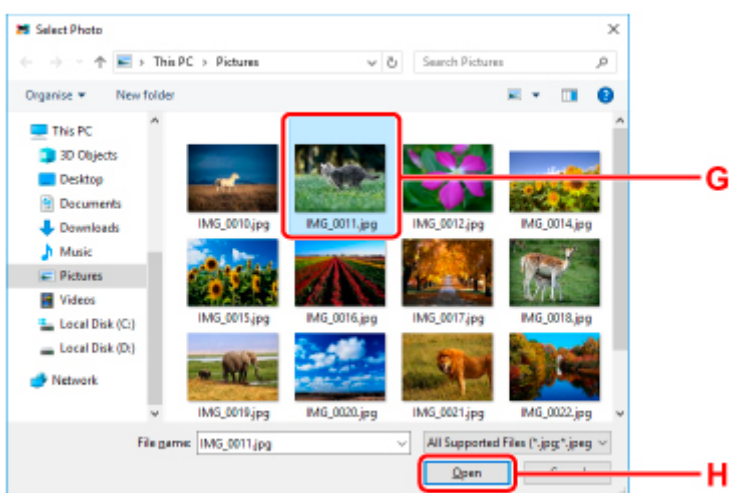 Select Photo
This PC > Pictures
Search Pictures
Organise
New folder
This PC
3D Objects
Desktop
Documents
Downloads
Music
Pictures
Videos
Local Disk (C:)
Local Disk (D:)
Network
IMG_0010.jpg IMG_0011.jpg IMG_0012.jpg IMG_0014.jpg
G
IMG_0015.jpg IMG_0016.jpg IMG_0017.jpg IMG_0018.jpg
IMG_0019.jpg IMG_0020.jpg IMG_0021.jpg IMG_0022.jpg
File name: IMG_0011.jpg
All Supported Files (*.jpg;*.jpeg
Open
H